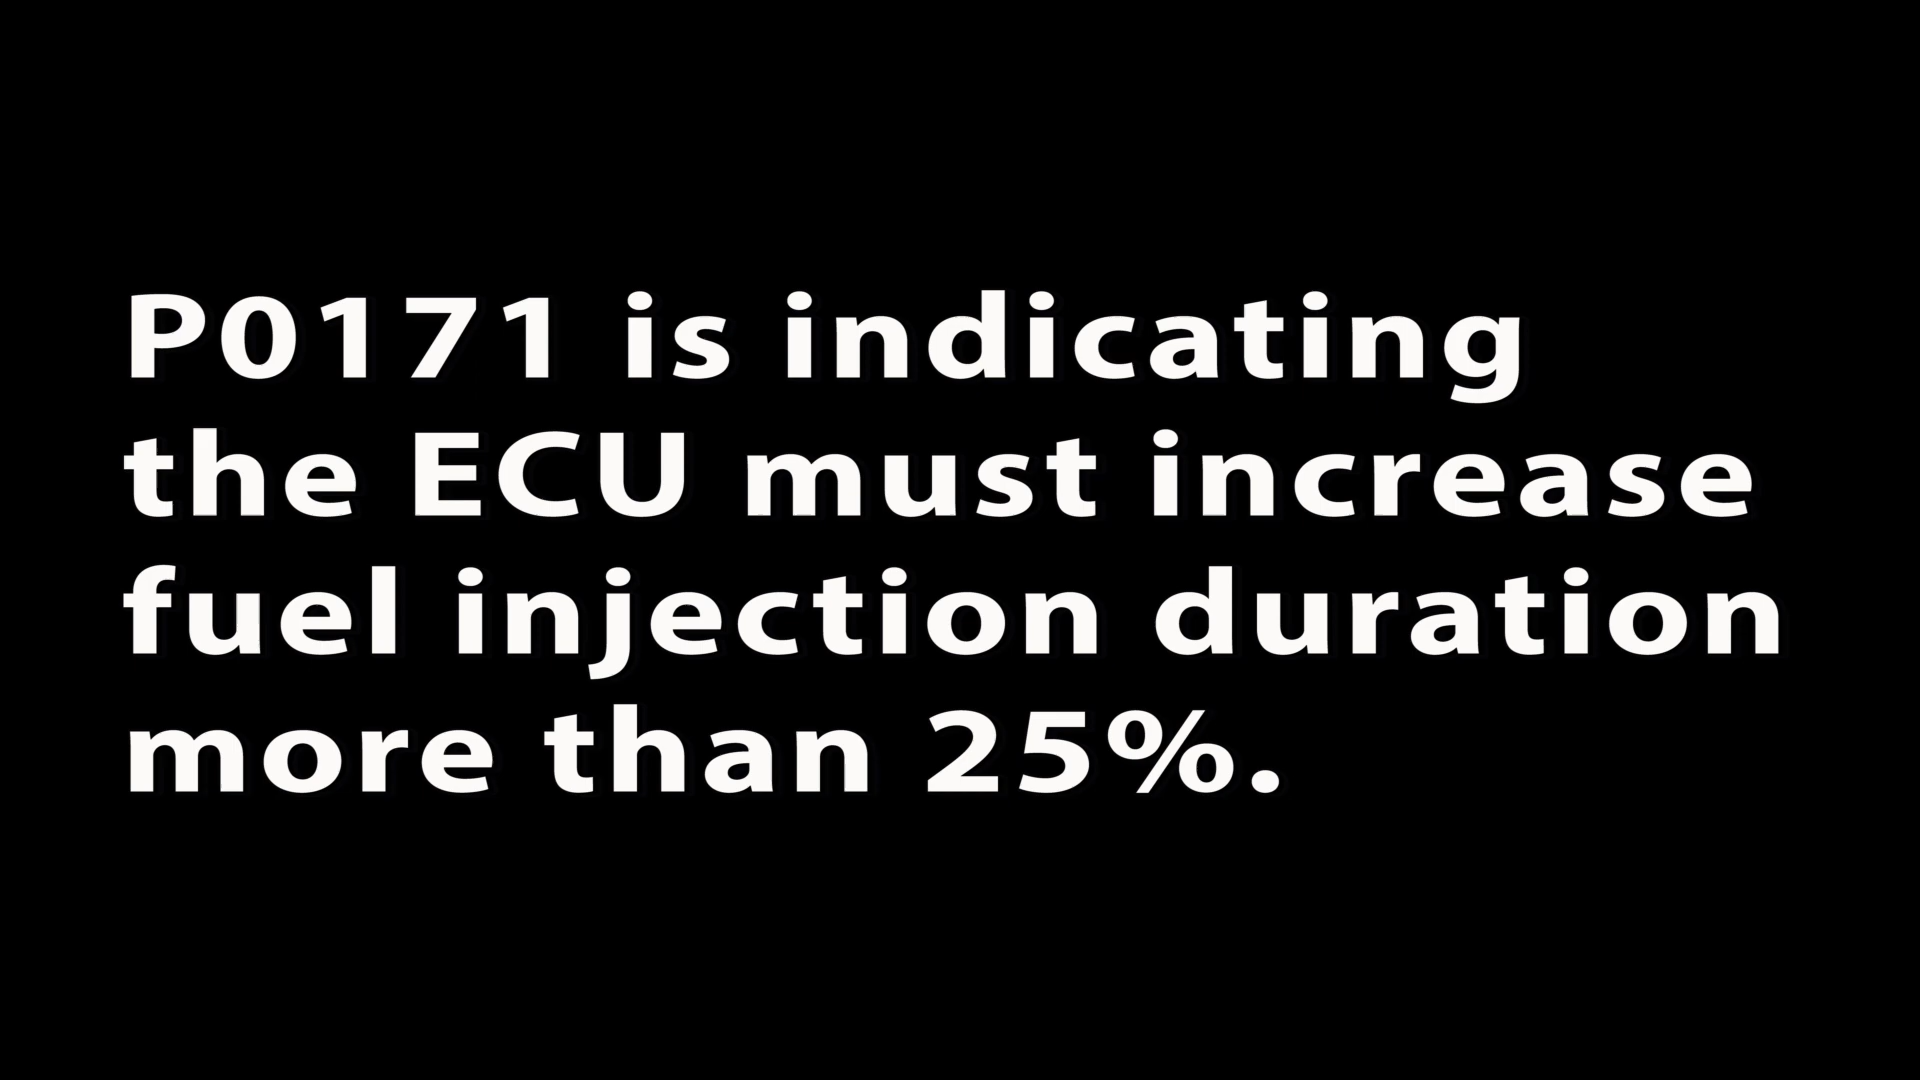 P0171 is indicating
the ECU must increase
fuel injection duration
more than 25%.